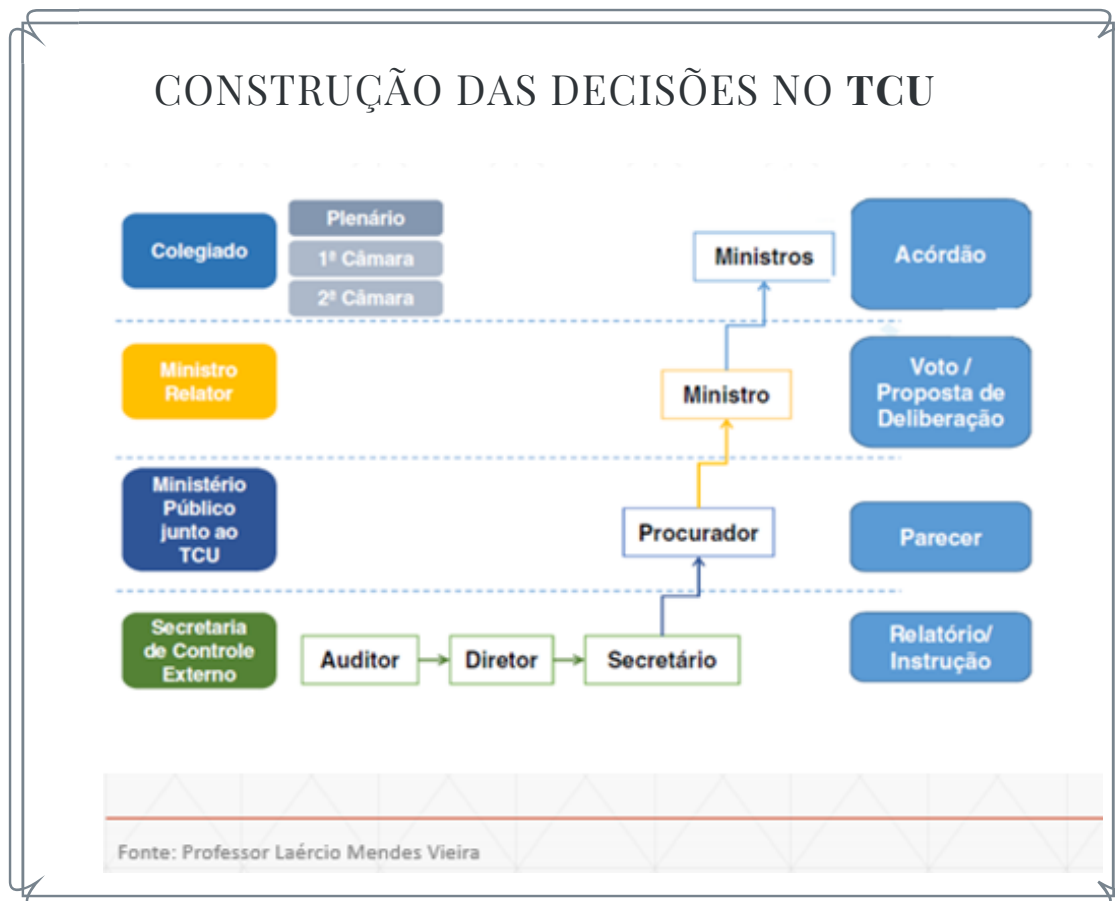 CONSTRUÇÃO DAS DECISÕES NO TCU
Colegiado
Plenário
1ª Câmara
2ª Câmara
Ministros
Acórdão
Ministro
Relator
Ministro
Voto /
Proposta de
Deliberação
Ministério
Público
junto ao
TCU
Procurador
Parecer
Secretaria
de Controle
Externo
Auditor
Diretor
Secretário
Relatório/
Instrução
Fonte: Professor Laércio Mendes Vieira